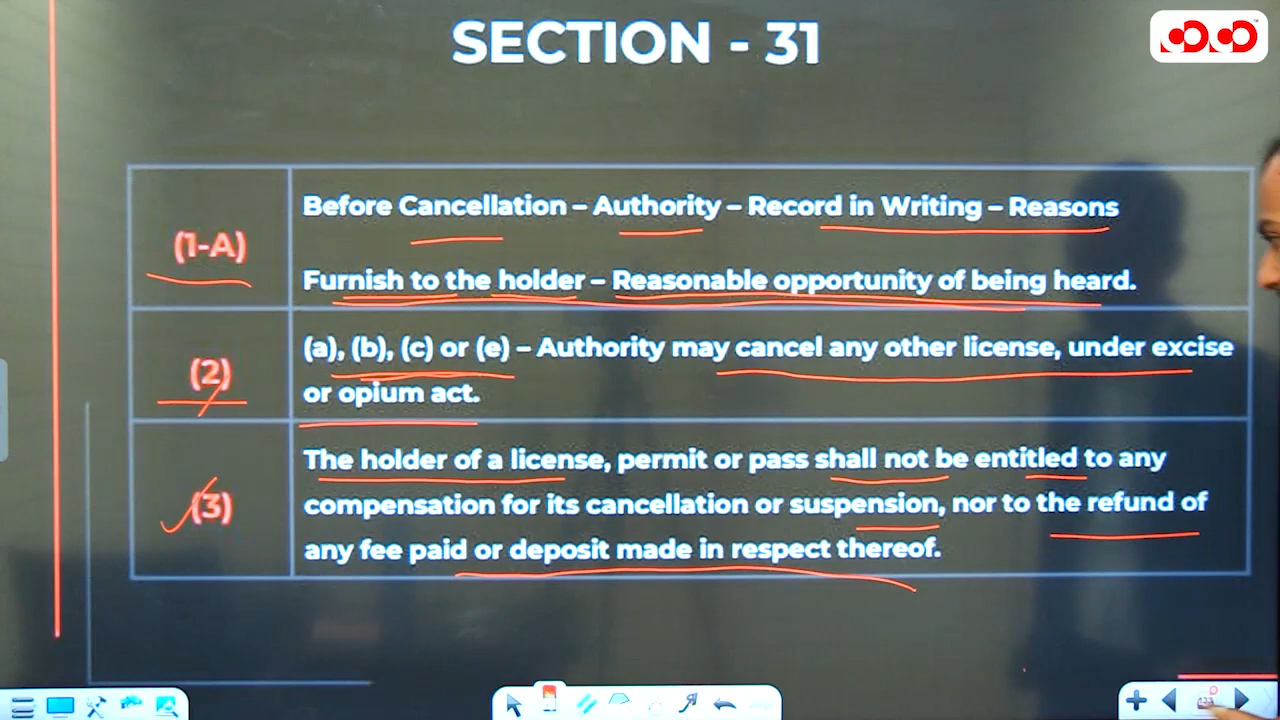 SECTION - 31
(1-A)
Before Cancellation – Authority – Record in Writing – Reasons
Furnish to the holder – Reasonable opportunity of being heard.
(2)
(a), (b), (c) or (e) – Authority may cancel any other license, under excise
or opium act.
(3)
The holder of a license, permit or pass shall not be entitled to any
compensation for its cancellation or suspension, nor to the refund of
any fee paid or deposit made in respect thereof.